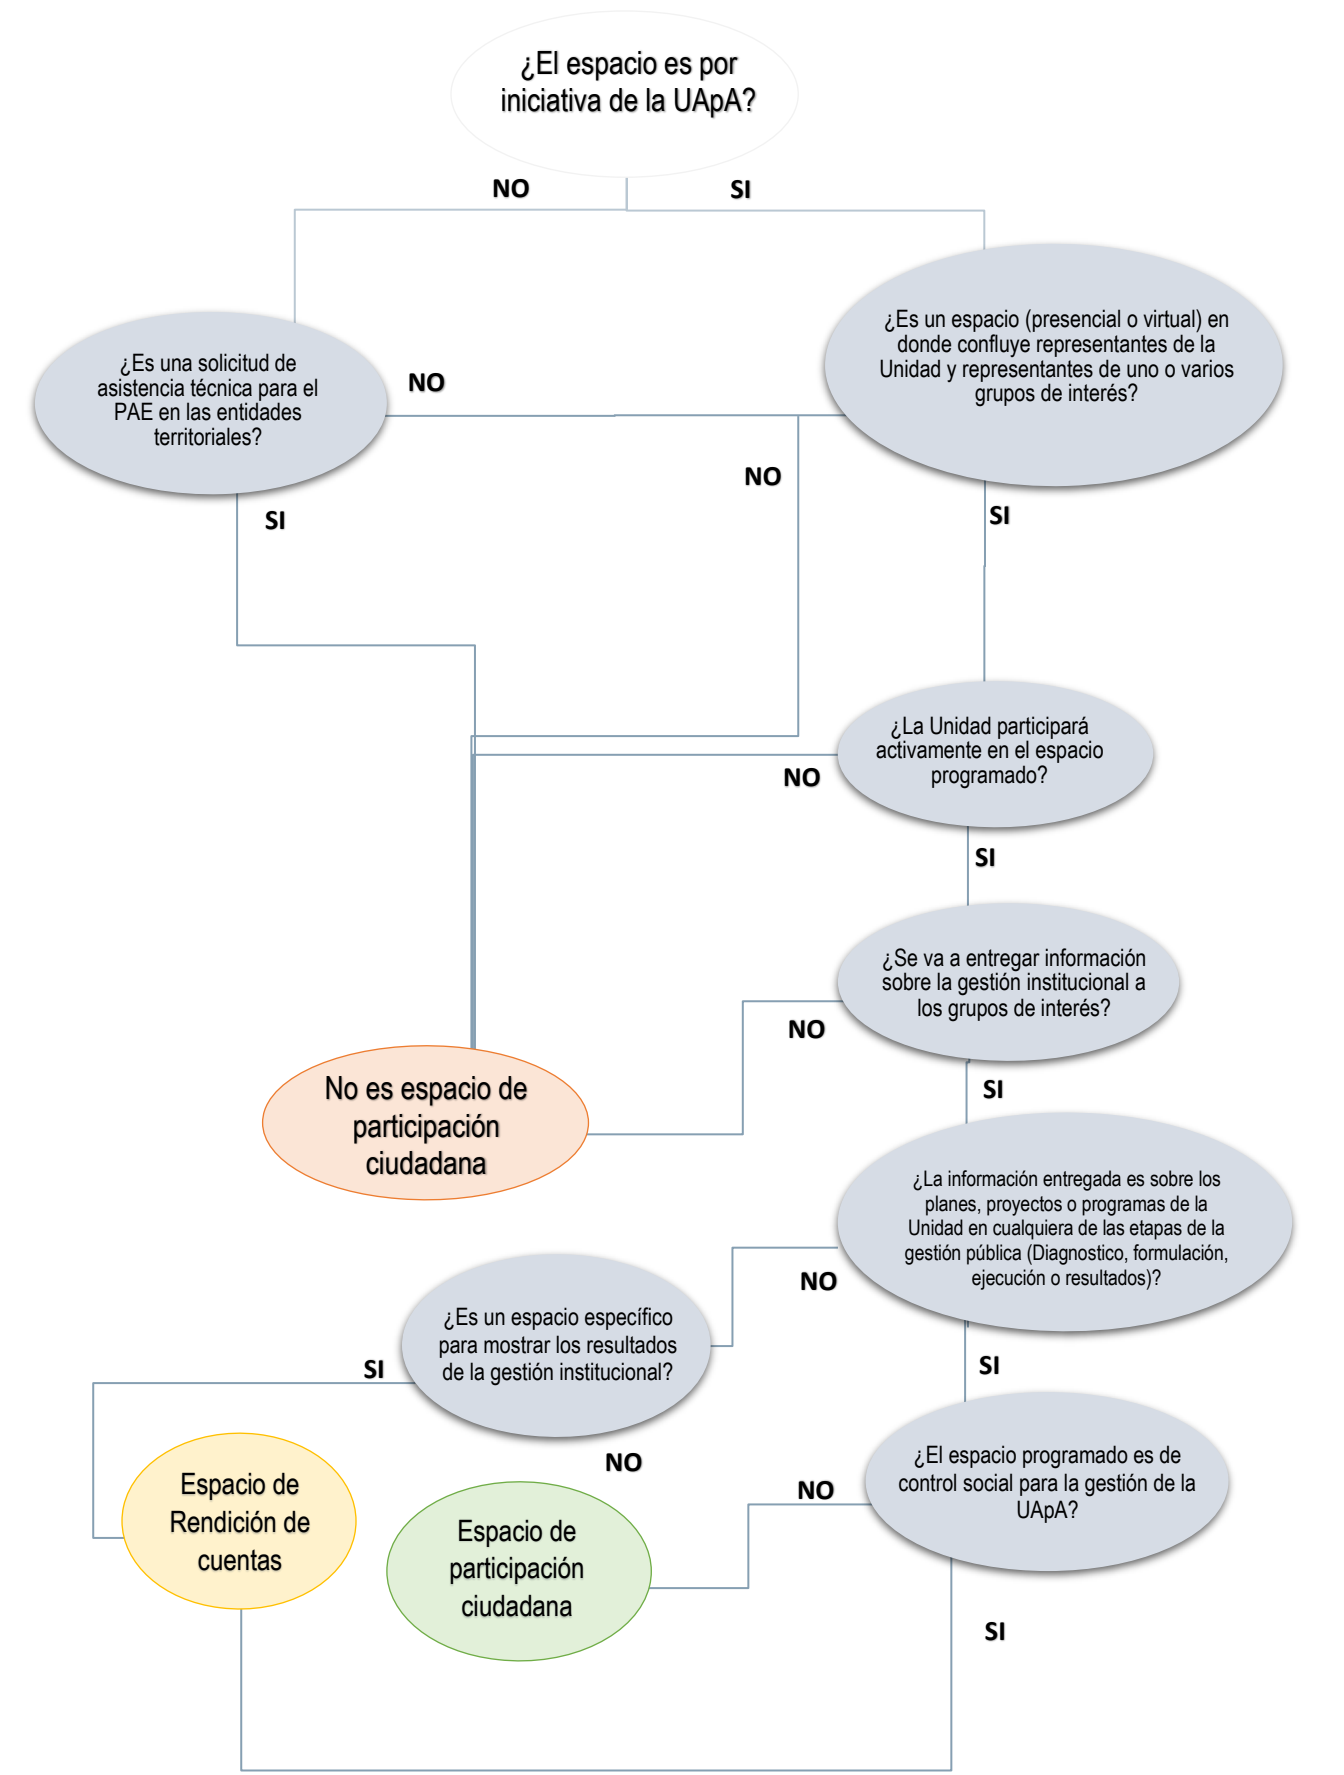 ¿El espacio es por
iniciativa de la UApA?
NO
SI
¿Es una solicitud de
asistencia técnica para el
PAE en las entidades
territoriales?
NO
¿Es un espacio (presencial o virtual) en
donde confluye representantes de la
Unidad y representantes de uno o varios
grupos de interés?
NO
SI
SI
¿La Unidad participará
activamente en el espacio
programado?
NO
SI
¿Se va a entregar información
sobre la gestión institucional a
los grupos de interés?
NO
SI
No es espacio de
participación
ciudadana
¿La información entregada es sobre los
planes, proyectos o programas de la
Unidad en cualquiera de las etapas de la
gestión pública (Diagnostico, formulación,
ejecución o resultados)?
NO
SI
¿Es un espacio específico
para mostrar los resultados
de la gestión institucional?
SI
NO
¿El espacio programado es de
control social para la gestión de la
UApA?
NO
SI
Espacio de
Rendición de
cuentas
Espacio de
participación
ciudadana